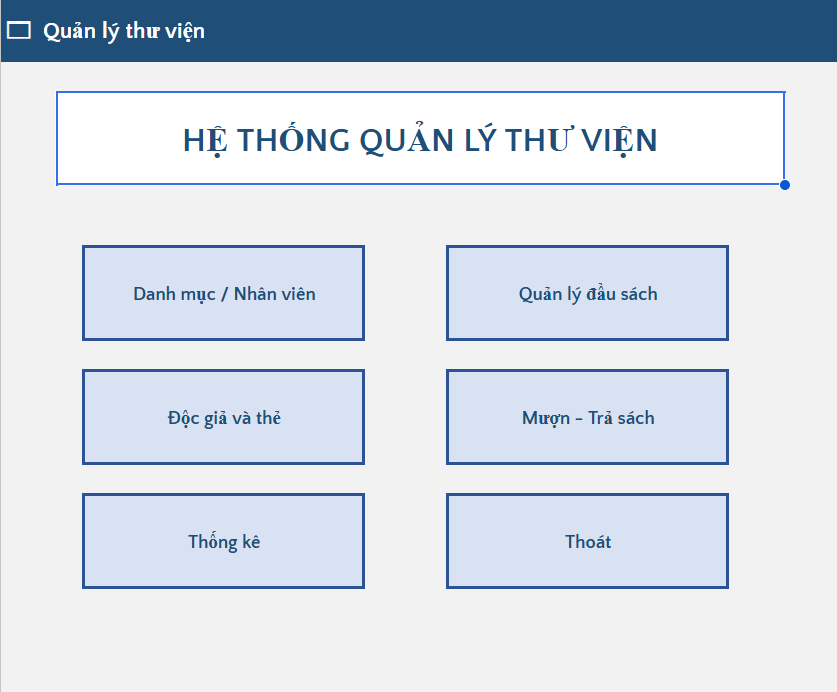 Quản lý thư viện
HỆ THỐNG QUẢN LÝ THƯ VIỆN
Danh mục / Nhân viên
Quản lý đầu sách
Độc giả và thẻ
Mượn - Trả sách
Thống kê
Thoát